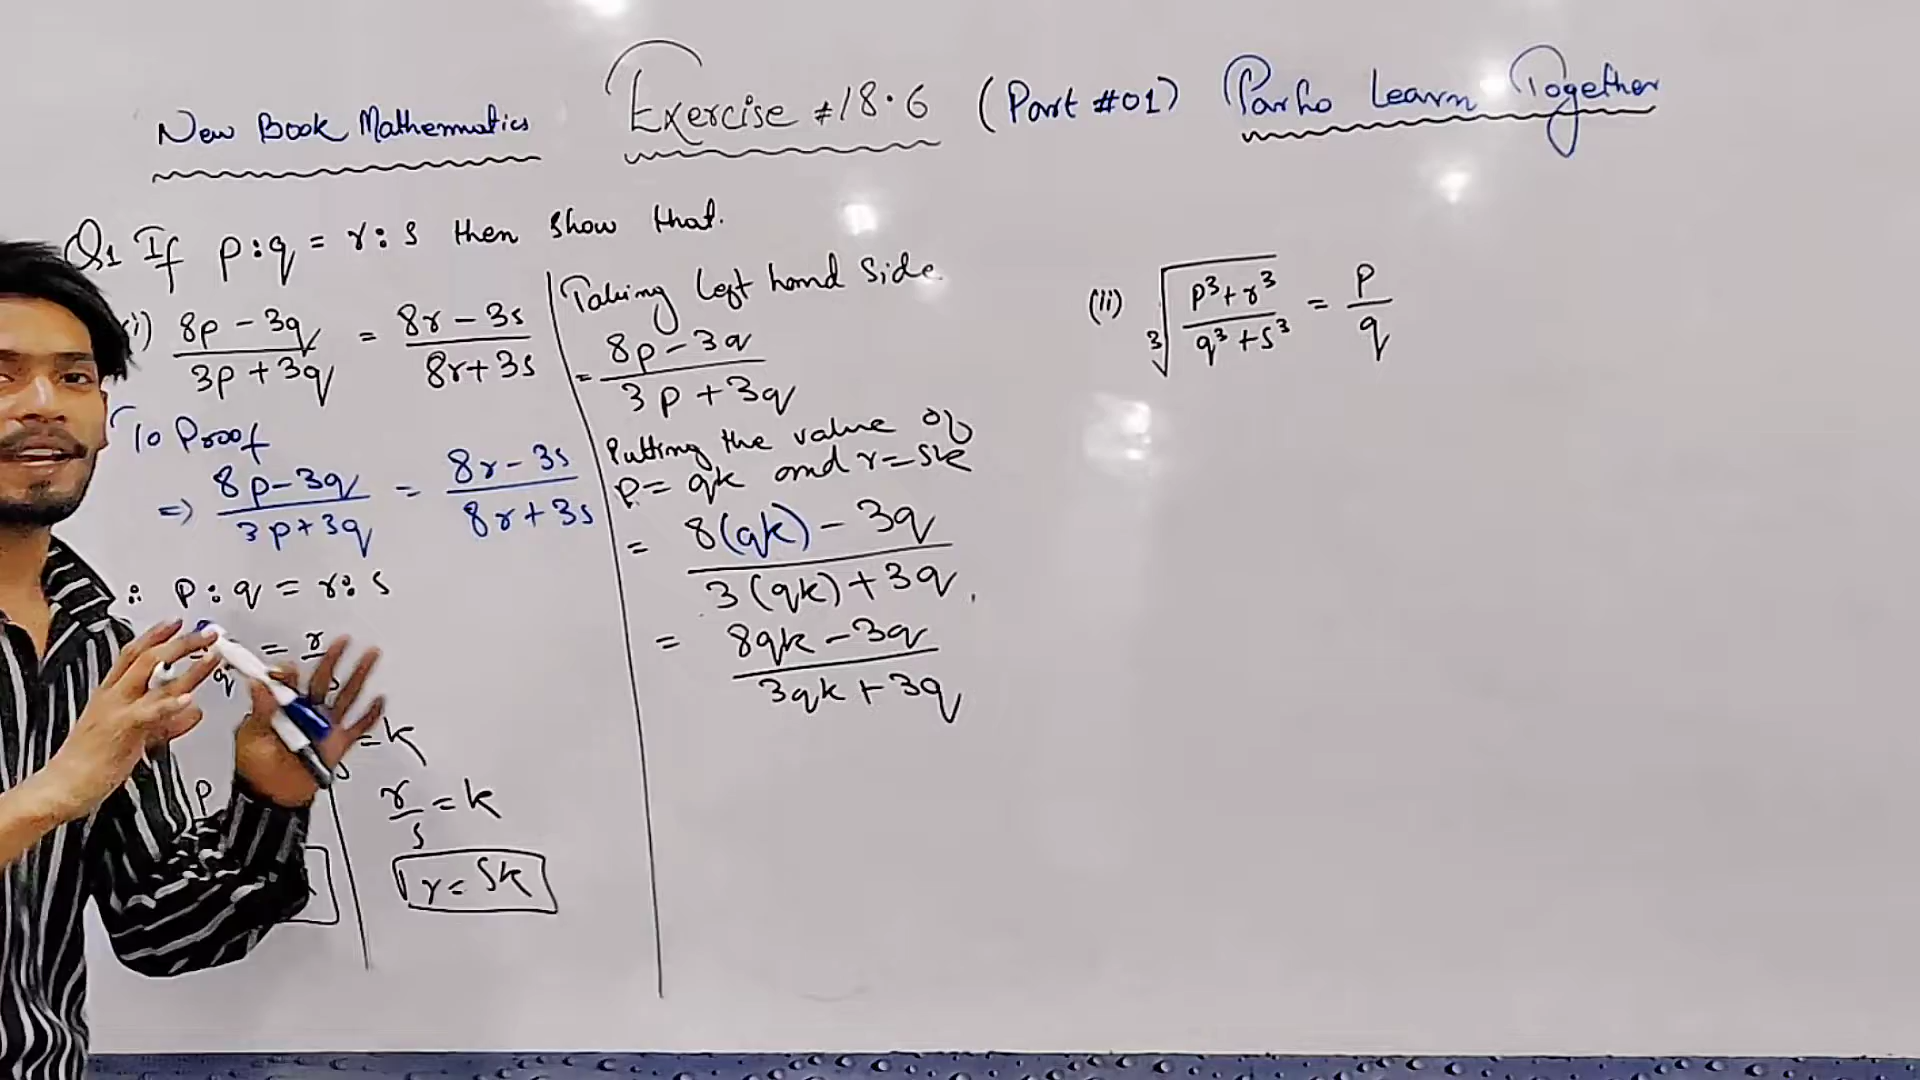 New Book Mathematics Exercise #18.6 (Part #01) Parho Learn Together
Q1 If p:q = r:s then show that.
i) 8p - 3q / 3p + 3q = 8r - 3s / 8r + 3s
To Proof
=> 8p - 3q / 3p + 3q = 8r - 3s / 8r + 3s
∴ p:q = r:s
q = r / s
= k
p
r / s = k
r = sk
Taking left hand side.
= 8p - 3q / 3p + 3q
Putting the value of
p = qk and r = sk
= 8(qk) - 3q / 3(qk) + 3q
= 8qk - 3q / 3qk + 3q
(ii) ∛(p³ + r³ / q³ + s³) = p / q